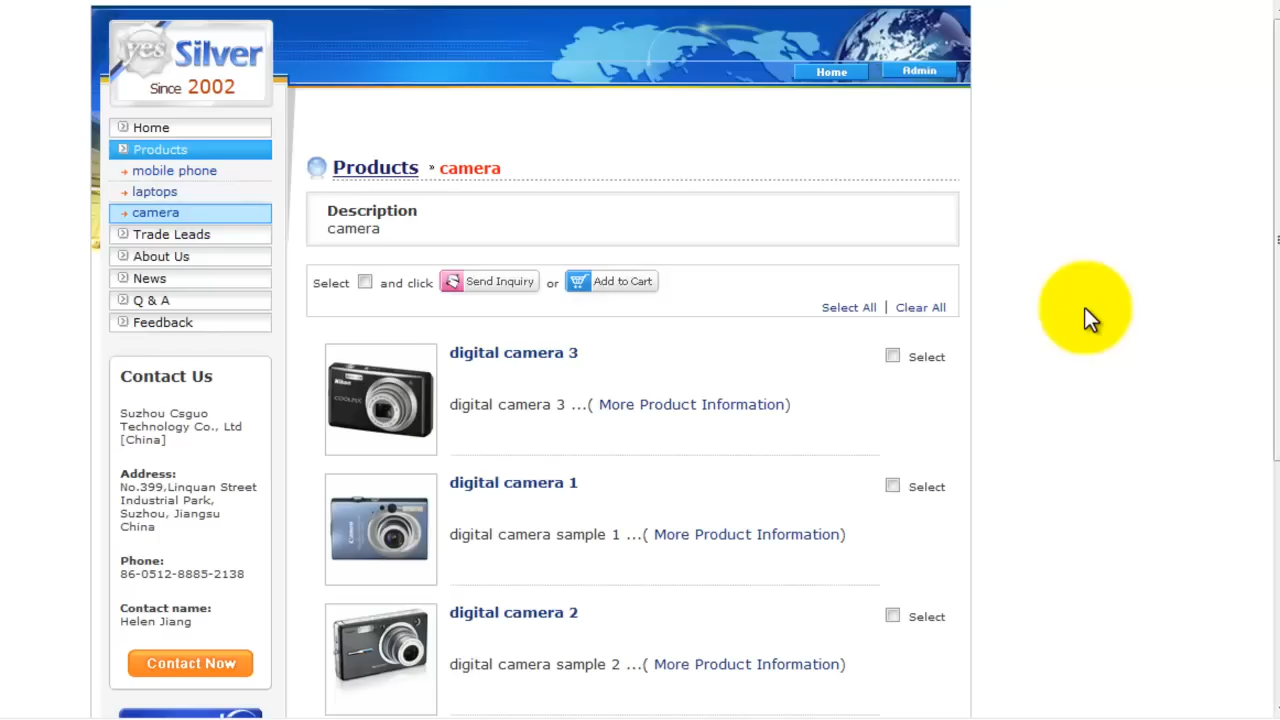 yes Silver
Since 2002
Home
Admin
Home
Products
mobile phone
laptops
camera
Trade Leads
About Us
News
Q & A
Feedback
Contact Us
Suzhou Csguo
Technology Co., Ltd
[China]
Address:
No.399,Linquan Street
Industrial Park,
Suzhou, Jiangsu
China
Phone:
86-0512-8885-2138
Contact name:
Helen Jiang
Contact Now
Products » camera
Description
camera
Select and click Send Inquiry or Add to Cart
Select All | Clear All
digital camera 3
Select
digital camera 3 ...( More Product Information)
Nikon
COOLPIX
digital camera 1
Select
digital camera sample 1 ...( More Product Information)
Canon
digital camera 2
Select
digital camera sample 2 ...( More Product Information)